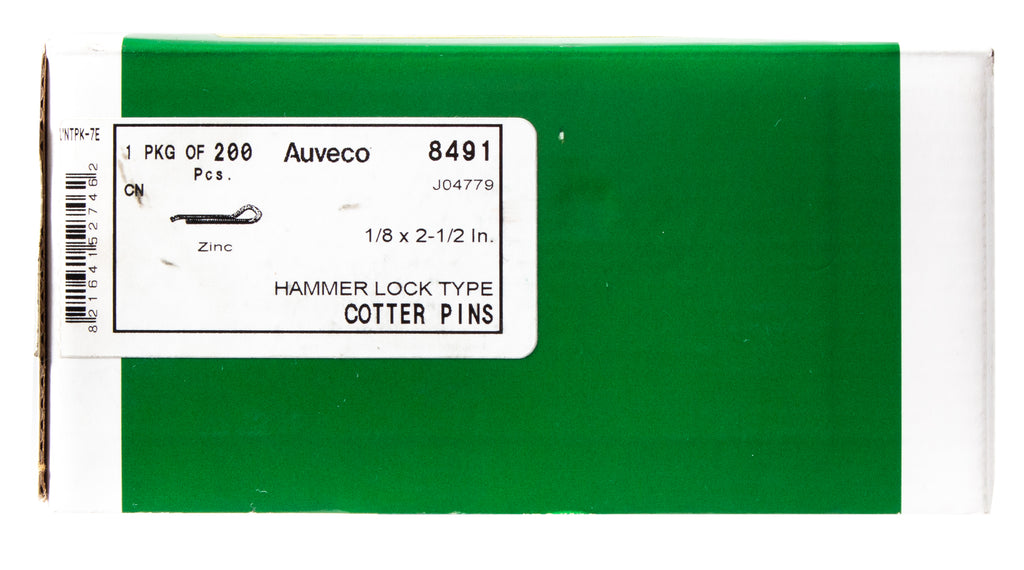 1 PKG OF 200 Auveco 8491
Pcs.
J04779
CN
1/8 x 2-1/2 In.
Zinc
HAMMER LOCK TYPE
COTTER PINS
8 21641 52746 2